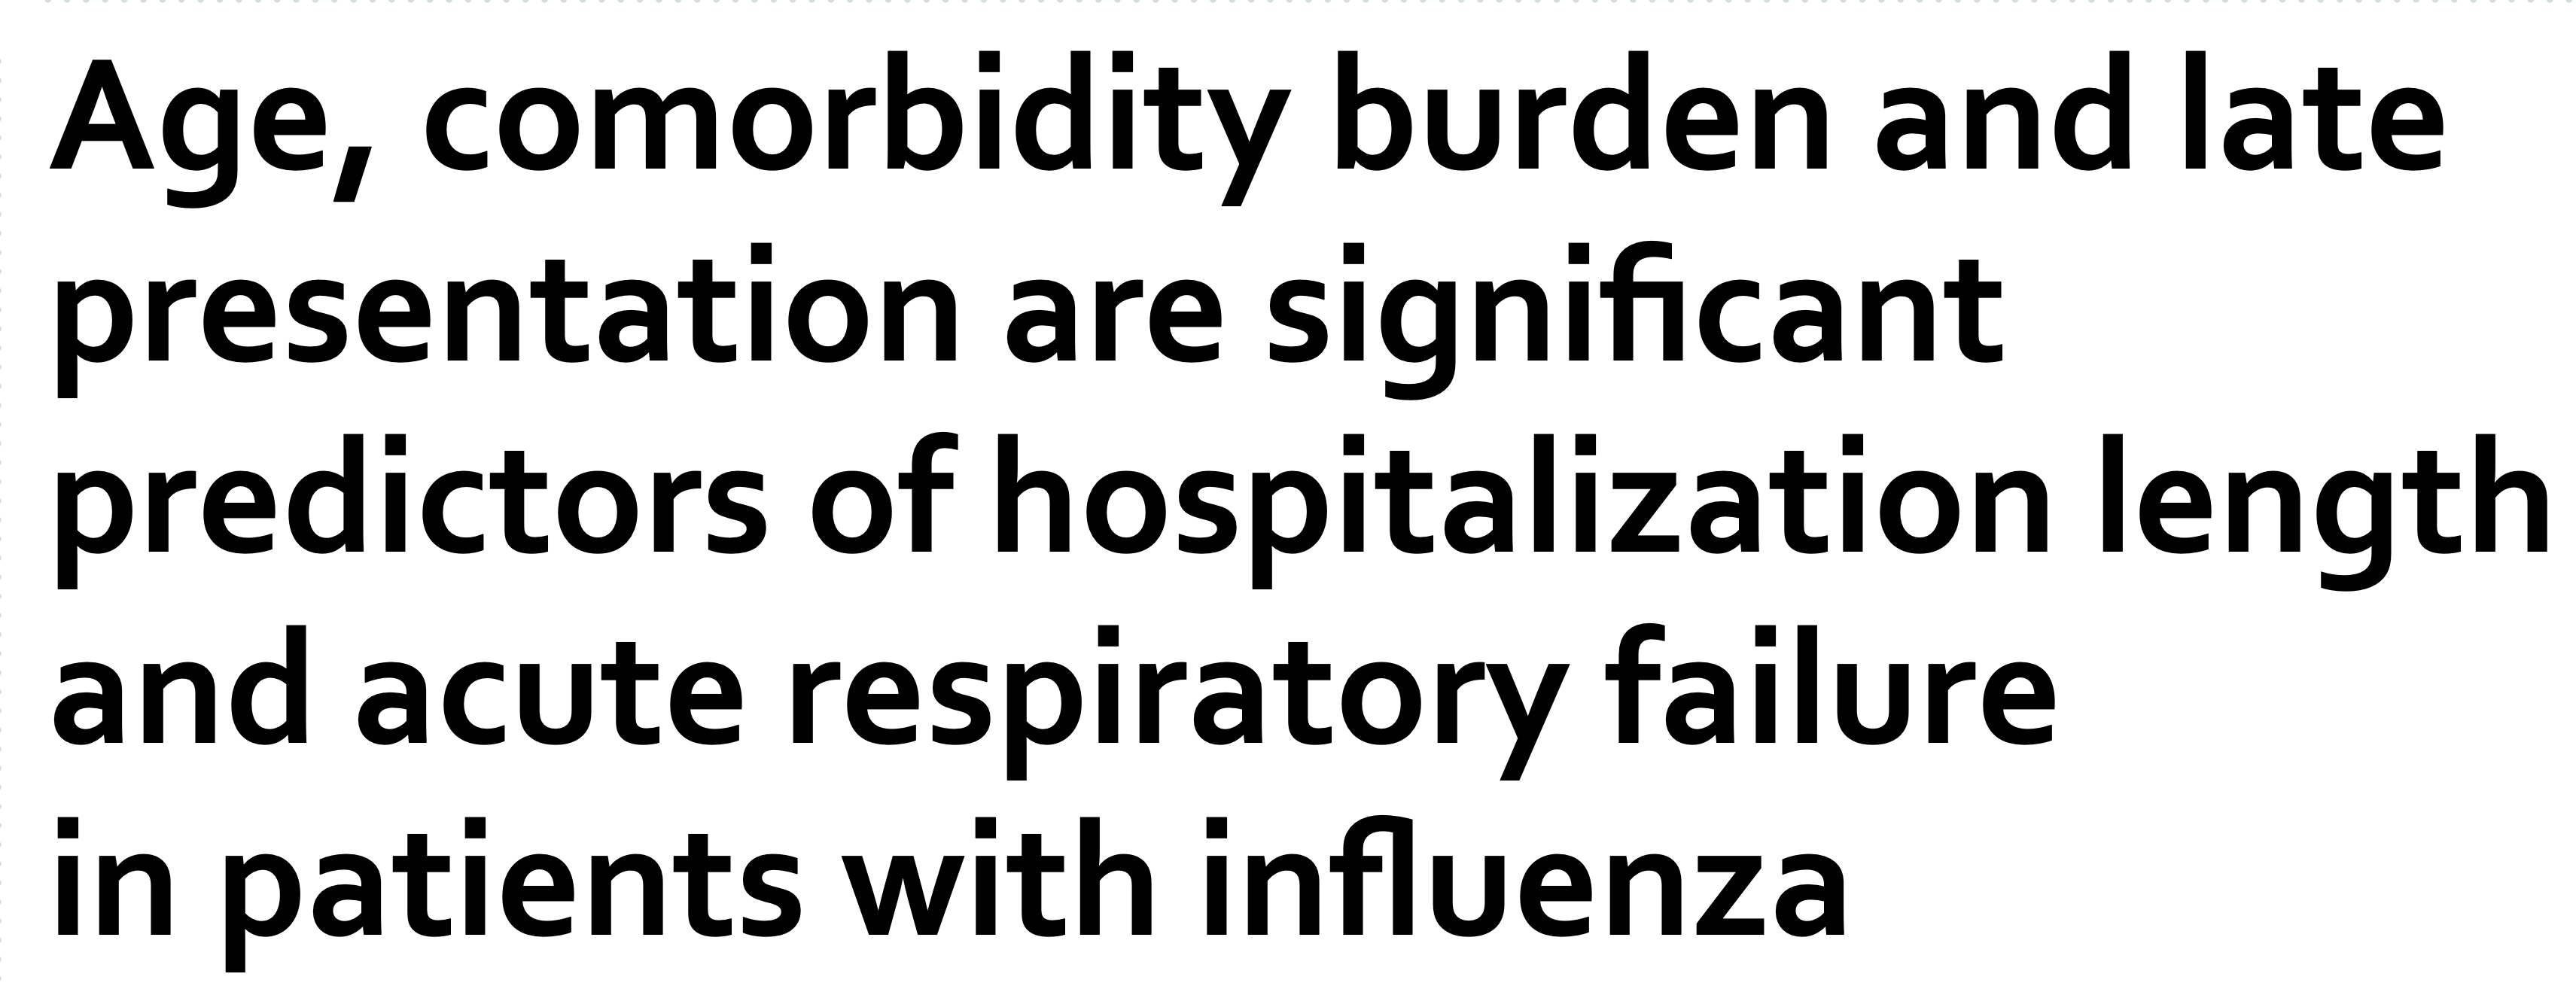 Age, comorbidity burden and late
presentation are significant
predictors of hospitalization length
and acute respiratory failure
in patients with influenza